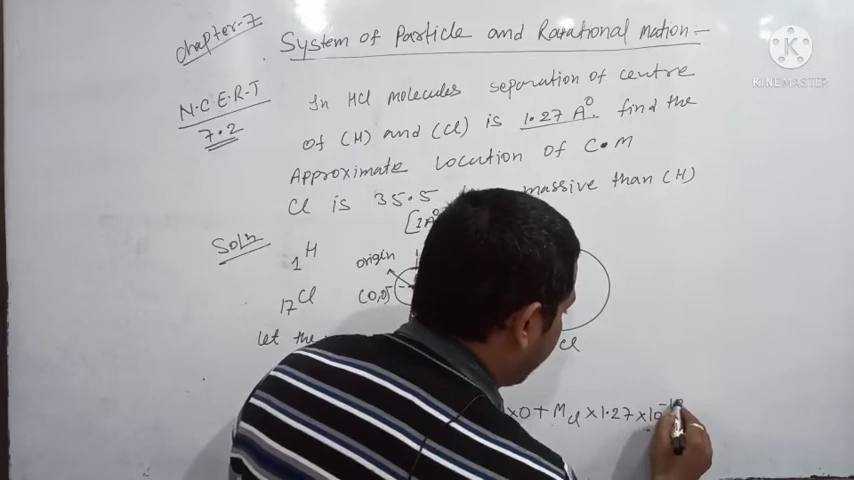 Chapter-7
System of Particle and Rotational Motion :-
KINEMASTER
N.C.E.R.T
7.2
In HCl molecules separation of centre
of (H) and (Cl) is 1.27 A°. find the
Approximate Location of C.M
Cl is 35.5 massive than (H)
[1A°
Soln
1H
origin
17Cl
(0,0)
Cl
Let the
×0 + MCl ×1.27×10